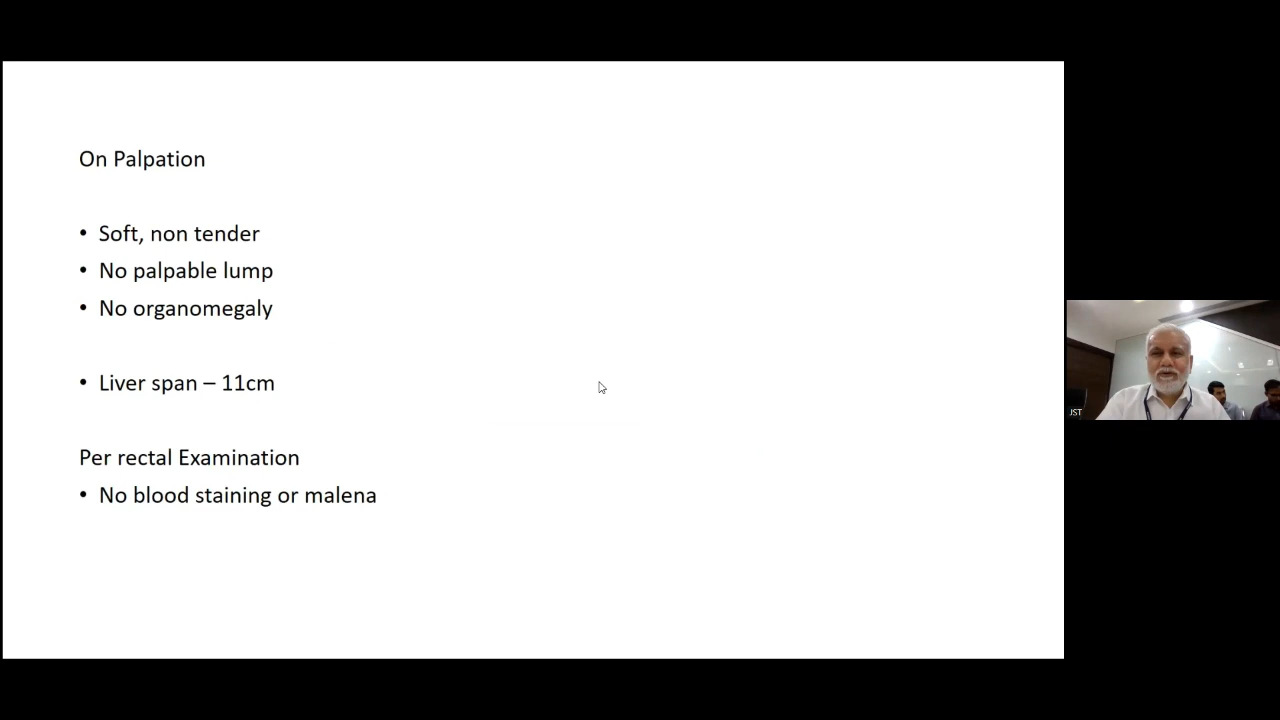 On Palpation
• Soft, non tender
• No palpable lump
• No organomegaly
• Liver span – 11cm
Per rectal Examination
• No blood staining or malena
JST